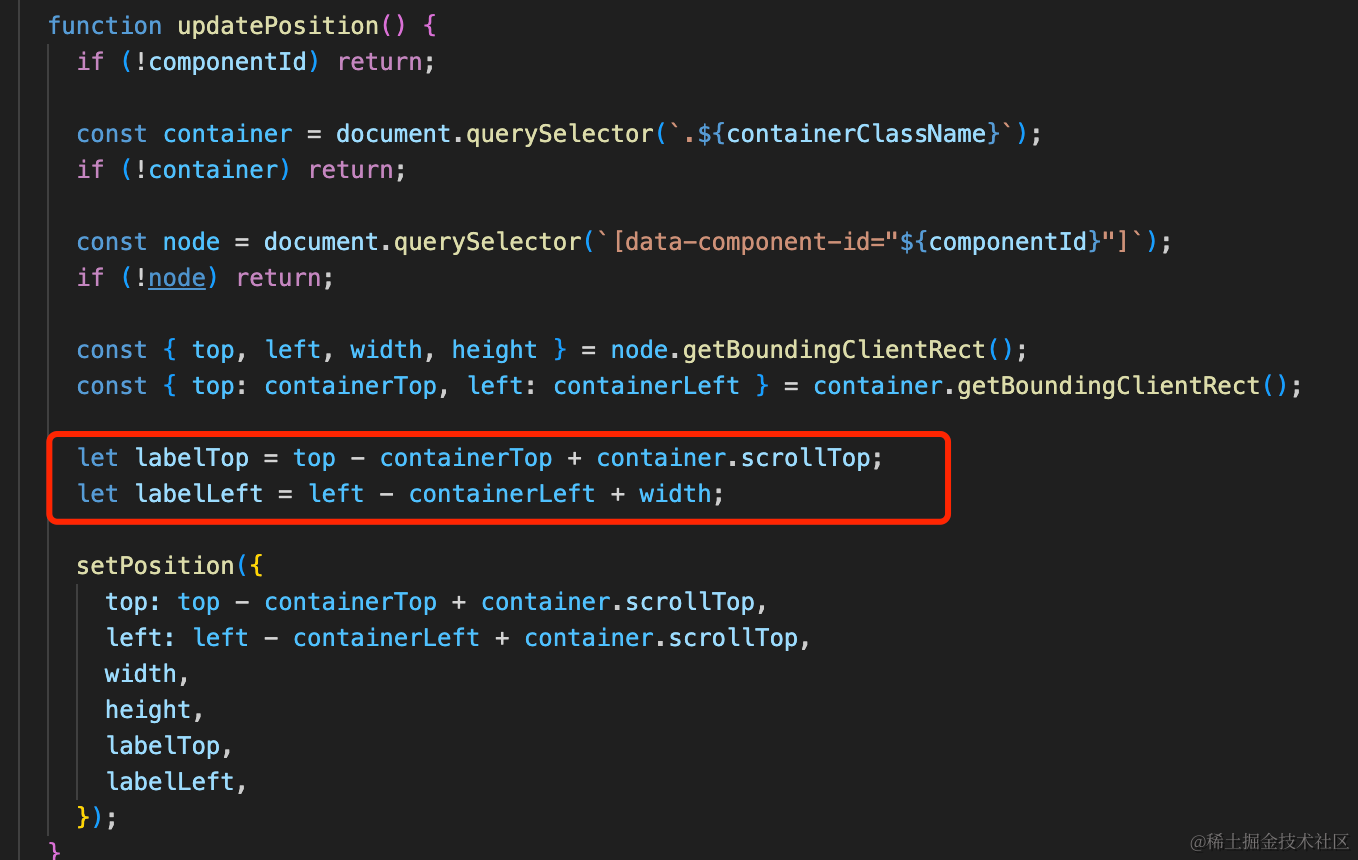 function updatePosition() {
if (!componentId) return;
const container = document.querySelector(`.${containerClassName}`);
if (!container) return;
const node = document.querySelector(`[data-component-id="${componentId}"]`);
if (!node) return;
const { top, left, width, height } = node.getBoundingClientRect();
const { top: containerTop, left: containerLeft } = container.getBoundingClientRect();
let labelTop = top - containerTop + container.scrollTop;
let labelLeft = left - containerLeft + width;
setPosition({
top: top - containerTop + container.scrollTop,
left: left - containerLeft + container.scrollTop,
width,
height,
labelTop,
labelLeft,
});
}
@稀土掘金技术社区